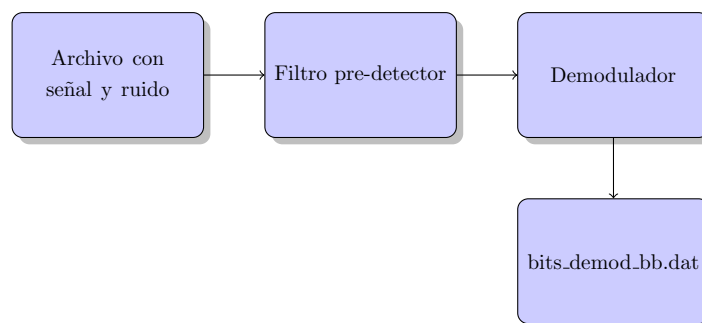 Archivo con
señal y ruido
Filtro pre-detector
Demodulador
bits_demod_bb.dat